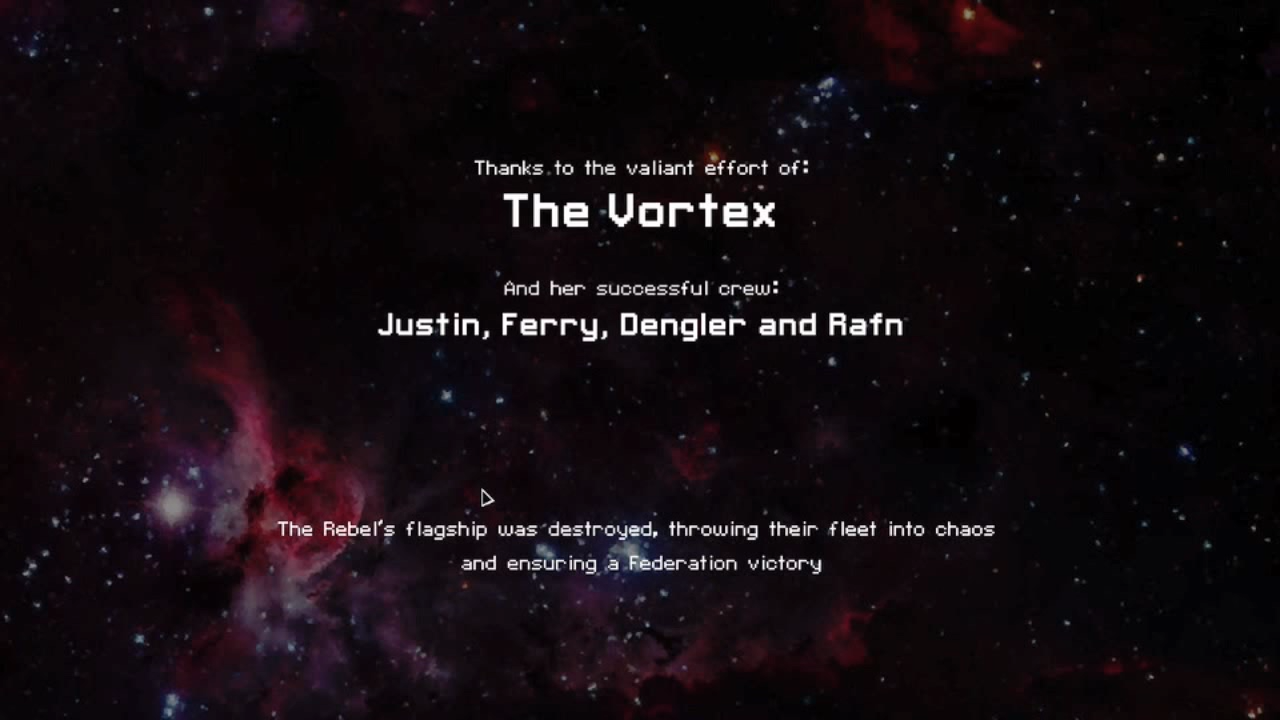 Thanks to the valiant effort of:
The Vortex
And her successful crew:
Justin, Ferry, Dengler and Rafn
The Rebel's flagship was destroyed, throwing their fleet into chaos
and ensuring a Federation victory